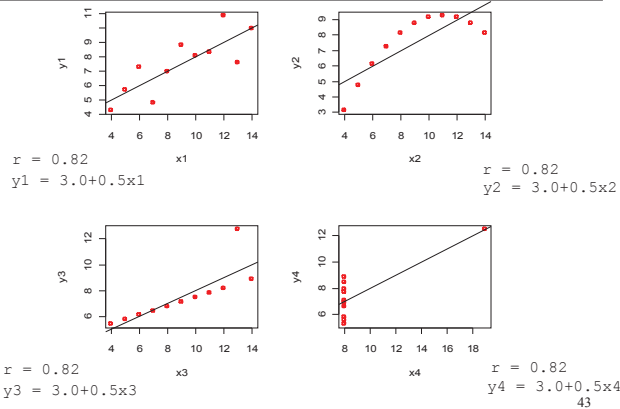 y1
4 5 6 7 8 9 10 11
4 6 8 10 12 14
x1
r = 0.82
y1 = 3.0+0.5x1
y2
3 4 5 6 7 8 9
4 6 8 10 12 14
x2
r = 0.82
y2 = 3.0+0.5x2
y3
6 8 10 12
4 6 8 10 12 14
x3
r = 0.82
y3 = 3.0+0.5x3
y4
6 8 10 12
8 10 12 14 16 18
x4
r = 0.82
y4 = 3.0+0.5x4
43